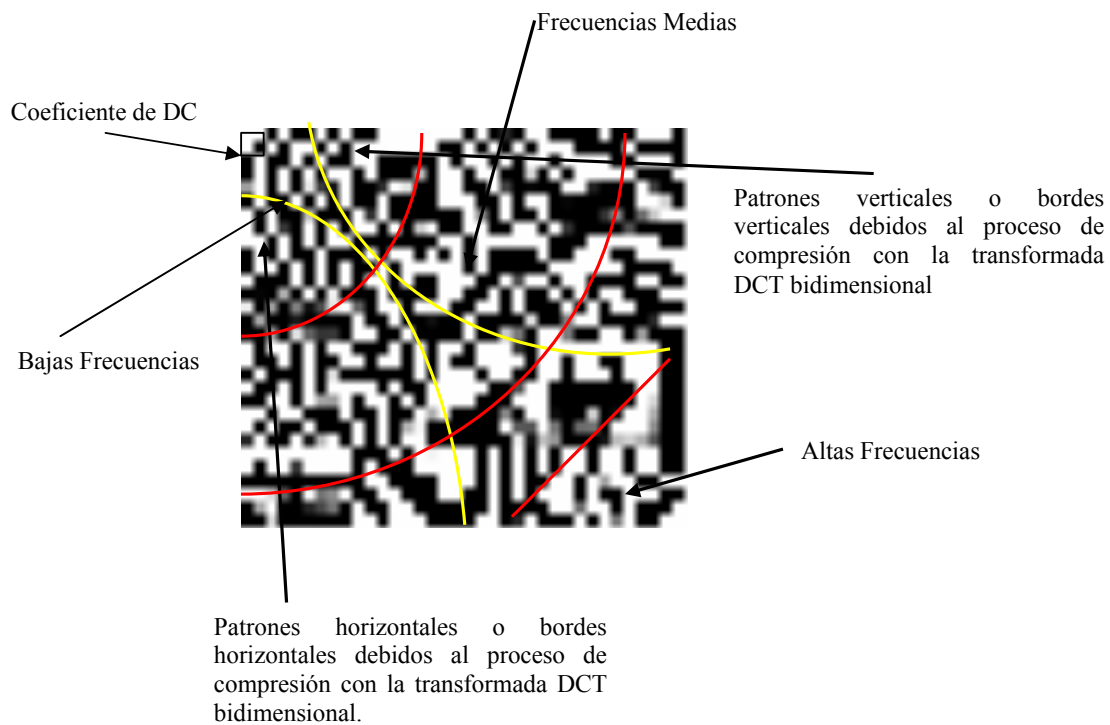 Frecuencias Medias
Coeficiente de DC
Patrones verticales o bordes
verticales debidos al proceso de
compresión con la transformada
DCT bidimensional
Bajas Frecuencias
Altas Frecuencias
Patrones horizontales o bordes
horizontales debidos al proceso de
compresión con la transformada DCT
bidimensional.